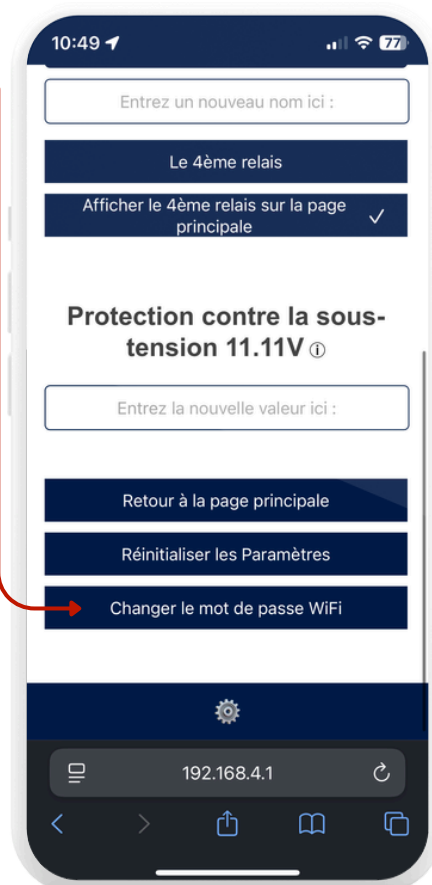 10:49
77
Entrez un nouveau nom ici :
Le 4ème relais
Afficher le 4ème relais sur la page
principale
Protection contre la sous-
tension 11.11V
Entrez la nouvelle valeur ici :
Retour à la page principale
Réinitialiser les Paramètres
Changer le mot de passe WiFi
192.168.4.1